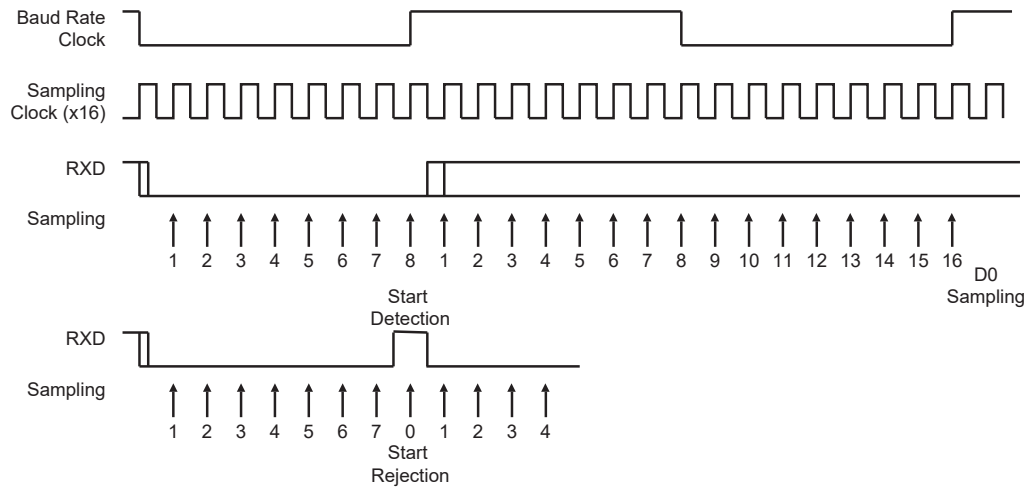 Baud Rate
Clock
Sampling
Clock (x16)
RXD
Sampling
1 2 3 4 5 6 7 8 1 2 3 4 5 6 7 8 9 10 11 12 13 14 15 16
D0
Sampling
Start
Detection
RXD
Sampling
1 2 3 4 5 6 7 0 1 2 3 4
Start
Rejection